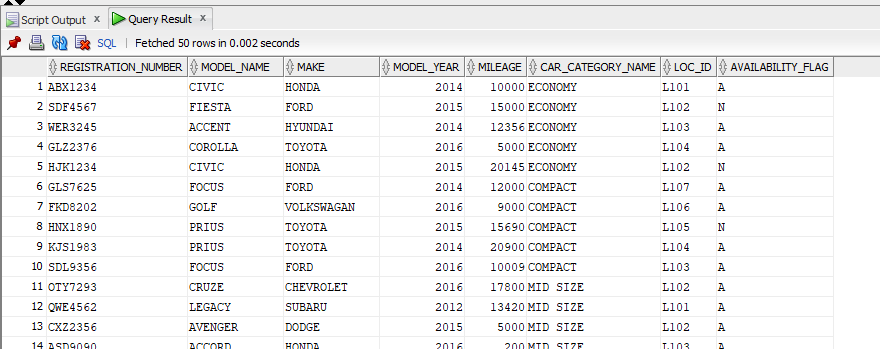 Script Output x Query Result x
SQL | Fetched 50 rows in 0.002 seconds
REGISTRATION_NUMBER MODEL_NAME MAKE MODEL_YEAR MILEAGE CAR_CATEGORY_NAME LOC_ID AVAILABILITY_FLAG
1 ABX1234 CIVIC HONDA 2014 10000 ECONOMY L101 A
2 SDF4567 FIESTA FORD 2015 15000 ECONOMY L102 N
3 WER3245 ACCENT HYUNDAI 2014 12356 ECONOMY L103 A
4 GLZ2376 COROLLA TOYOTA 2016 5000 ECONOMY L104 A
5 HJK1234 CIVIC HONDA 2015 20145 ECONOMY L102 N
6 GLS7625 FOCUS FORD 2014 12000 COMPACT L107 A
7 FKD8202 GOLF VOLKSWAGAN 2016 9000 COMPACT L106 A
8 HNX1890 PRIUS TOYOTA 2015 15690 COMPACT L105 N
9 KJS1983 PRIUS TOYOTA 2014 20900 COMPACT L104 A
10 SDL9356 FOCUS FORD 2016 10009 COMPACT L103 A
11 OTY7293 CRUZE CHEVROLET 2016 17800 MID SIZE L102 A
12 QWE4562 LEGACY SUBARU 2012 13420 MID SIZE L101 A
13 CXZ2356 AVENGER DODGE 2015 5000 MID SIZE L102 A
14 ASD9090 ACCORD HONDA 2016 200 MID SIZE L103 A